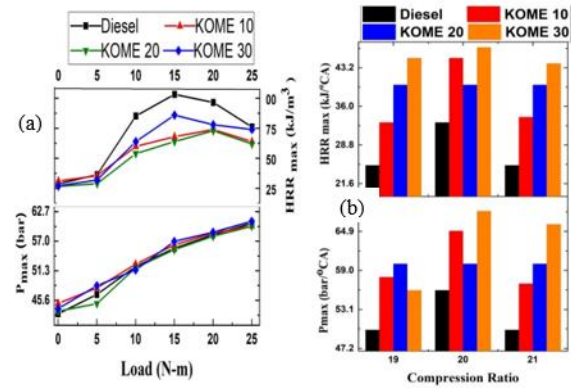 Diesel KOME 10
KOME 20 KOME 30
0 5 10 15 20 25
(a)
00
75
50
25
HRR max (kJ/m³)
62.7
57.0
51.3
45.6
Pmax (bar)
0 5 10 15 20 25
Load (N-m)
Diesel KOME 10
KOME 20 KOME 30
43.2
36.0
28.8
21.6
HRR max (kJ/°CA)
(b)
64.9
59.0
53.1
47.2
Pmax (bar/°CA)
19 20 21
Compression Ratio